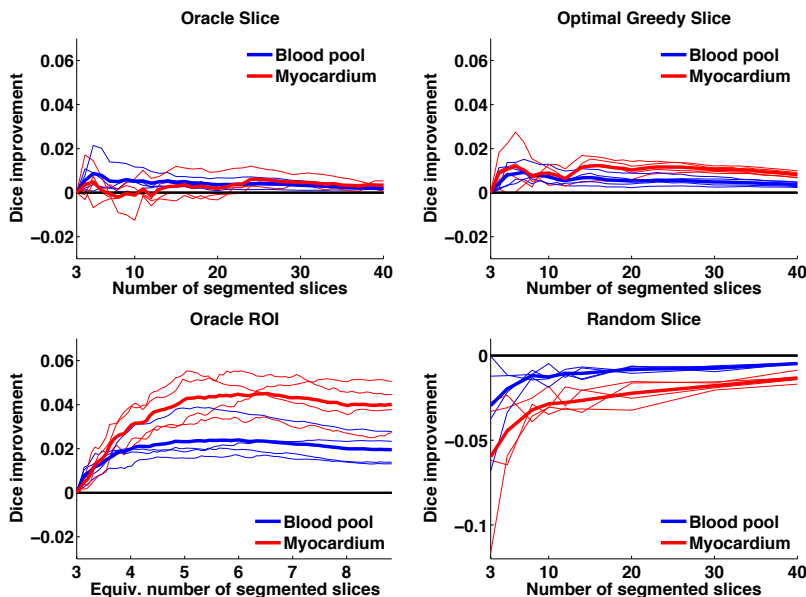 Oracle Slice
0.06
0.04
0.02
0
−0.02
Dice improvement
Blood pool
Myocardium
3 10 20 30 40
Number of segmented slices
Optimal Greedy Slice
0.06
0.04
0.02
0
−0.02
Dice improvement
Blood pool
Myocardium
3 10 20 30 40
Number of segmented slices
Oracle ROI
0.06
0.04
0.02
0
−0.02
Dice improvement
Blood pool
Myocardium
3 4 5 6 7 8
Equiv. number of segmented slices
Random Slice
0
−0.05
−0.1
Dice improvement
Blood pool
Myocardium
3 10 20 30 40
Number of segmented slices